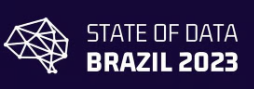 STATE OF DATA
BRAZIL 2023